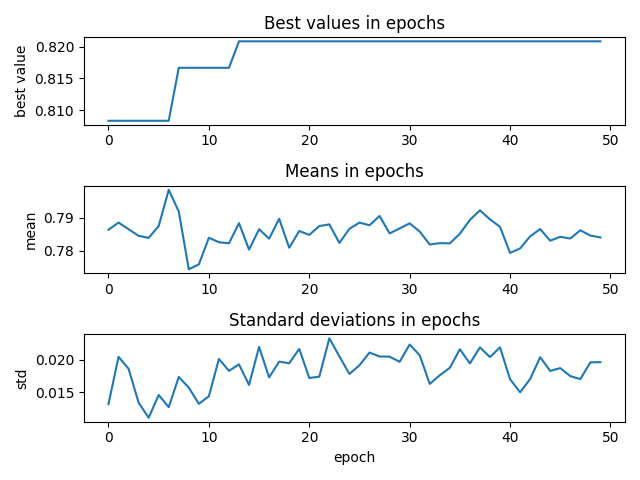 Best values in epochs
best value
0.820
0.815
0.810
0 10 20 30 40 50
Means in epochs
mean
0.79
0.78
0 10 20 30 40 50
Standard deviations in epochs
std
0.020
0.015
0 10 20 30 40 50
epoch